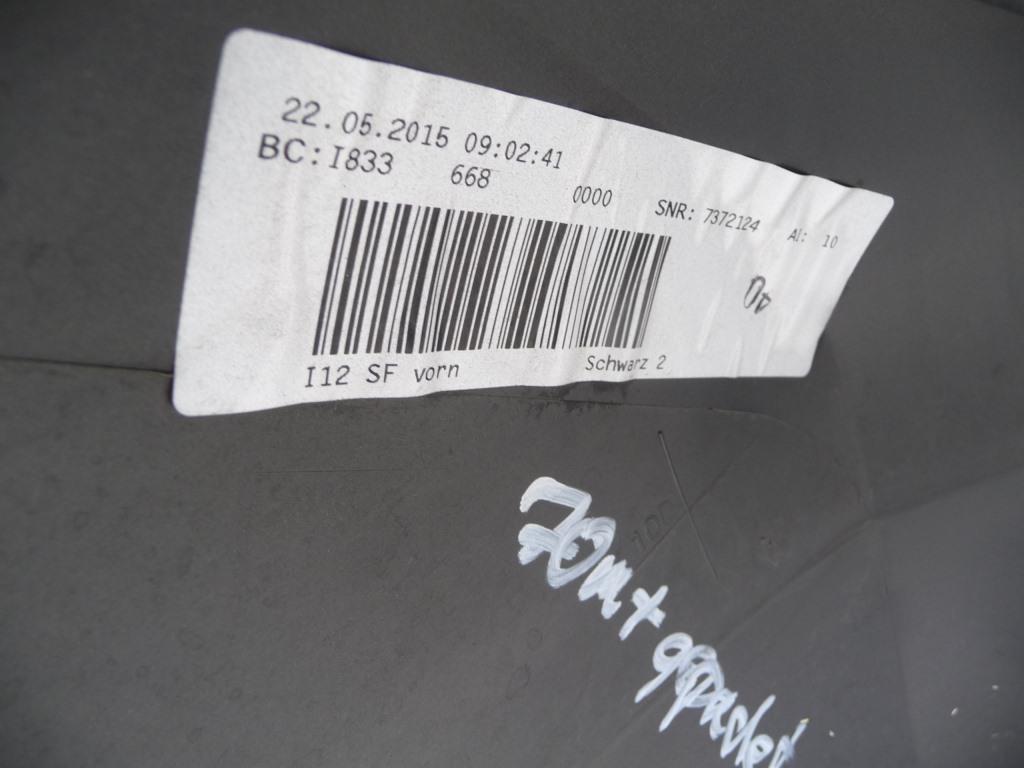 22.05.2015 09:02:41
BC:I833 668 0000 SNR: 7372124 AI: 10
I12 SF vorn Schwarz 2